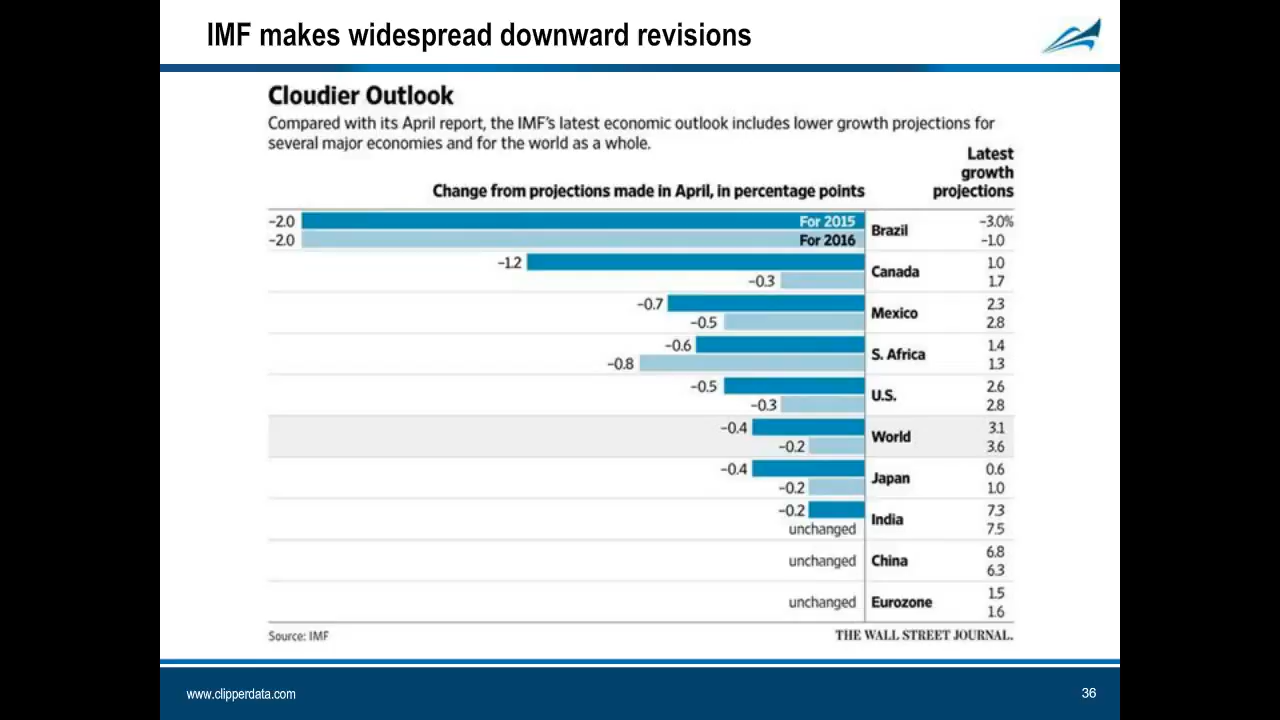 IMF makes widespread downward revisions
Cloudier Outlook
Compared with its April report, the IMF's latest economic outlook includes lower growth projections for
several major economies and for the world as a whole.
Change from projections made in April, in percentage points
Latest
growth
projections
−2.0 For 2015 Brazil −3.0%
−2.0 For 2016 −1.0
−1.2 Canada 1.0
−0.3 1.7
−0.7 Mexico 2.3
−0.5 2.8
−0.6 S. Africa 1.4
−0.8 1.3
−0.5 U.S. 2.6
−0.3 2.8
−0.4 World 3.1
−0.2 3.6
−0.4 Japan 0.6
−0.2 1.0
−0.2 India 7.3
unchanged 7.5
unchanged China 6.8
6.3
unchanged Eurozone 1.5
1.6
Source: IMF THE WALL STREET JOURNAL.
www.clipperdata.com 36